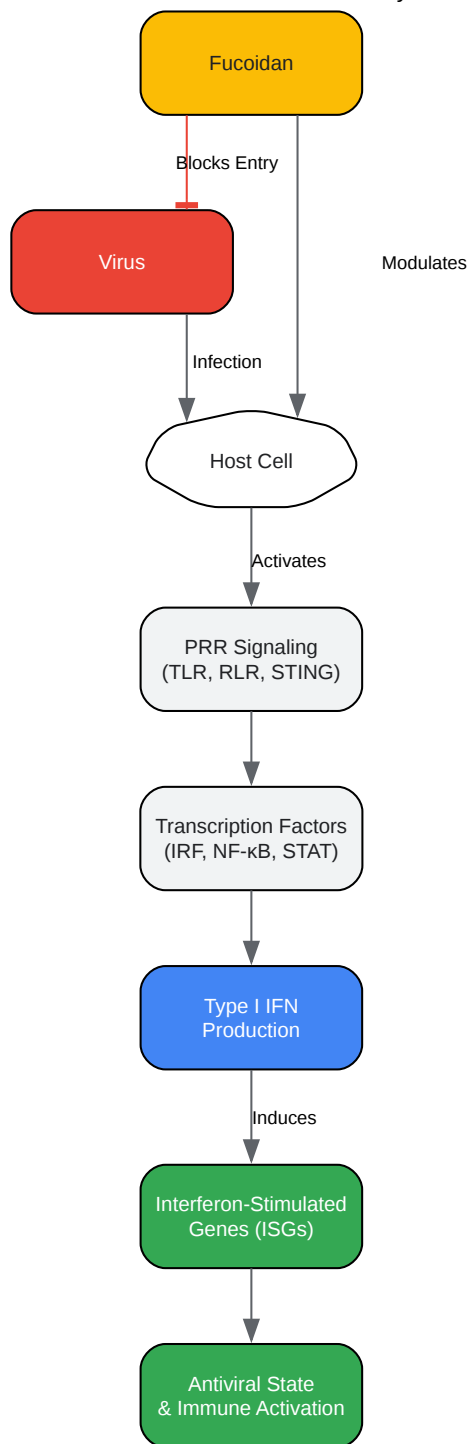 Fucoidan
Blocks Entry
Virus
Modulates
Infection
Host Cell
Activates
PRR Signaling
(TLR, RLR, STING)
Transcription Factors
(IRF, NF-κB, STAT)
Type I IFN
Production
Induces
Interferon-Stimulated
Genes (ISGs)
Antiviral State
& Immune Activation